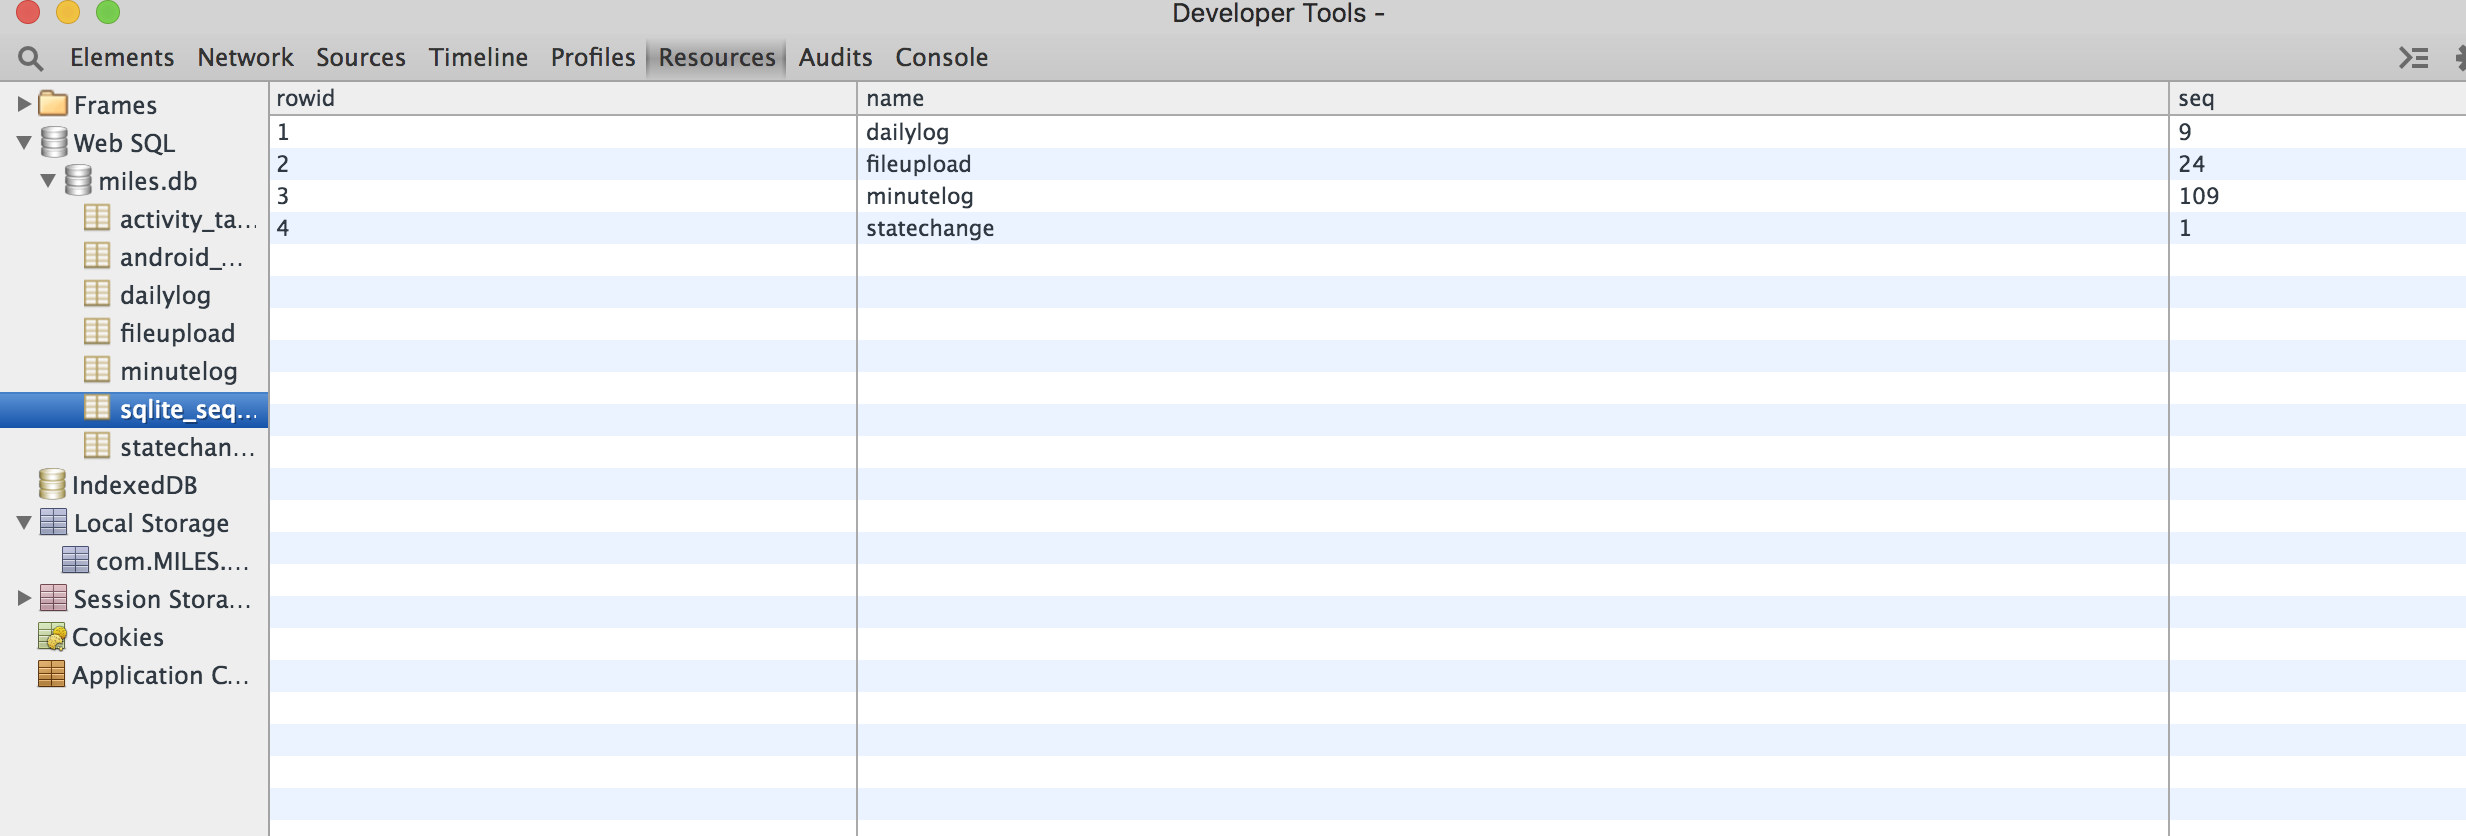 Developer Tools -
Elements Network Sources Timeline Profiles Resources Audits Console
Frames
Web SQL
miles.db
activity_ta...
android_...
dailylog
fileupload
minutelog
sqlite_seq...
statechan...
IndexedDB
Local Storage
com.MILES....
Session Stora...
Cookies
Application C...
rowid name seq
1 dailylog 9
2 fileupload 24
3 minutelog 109
4 statechange 1